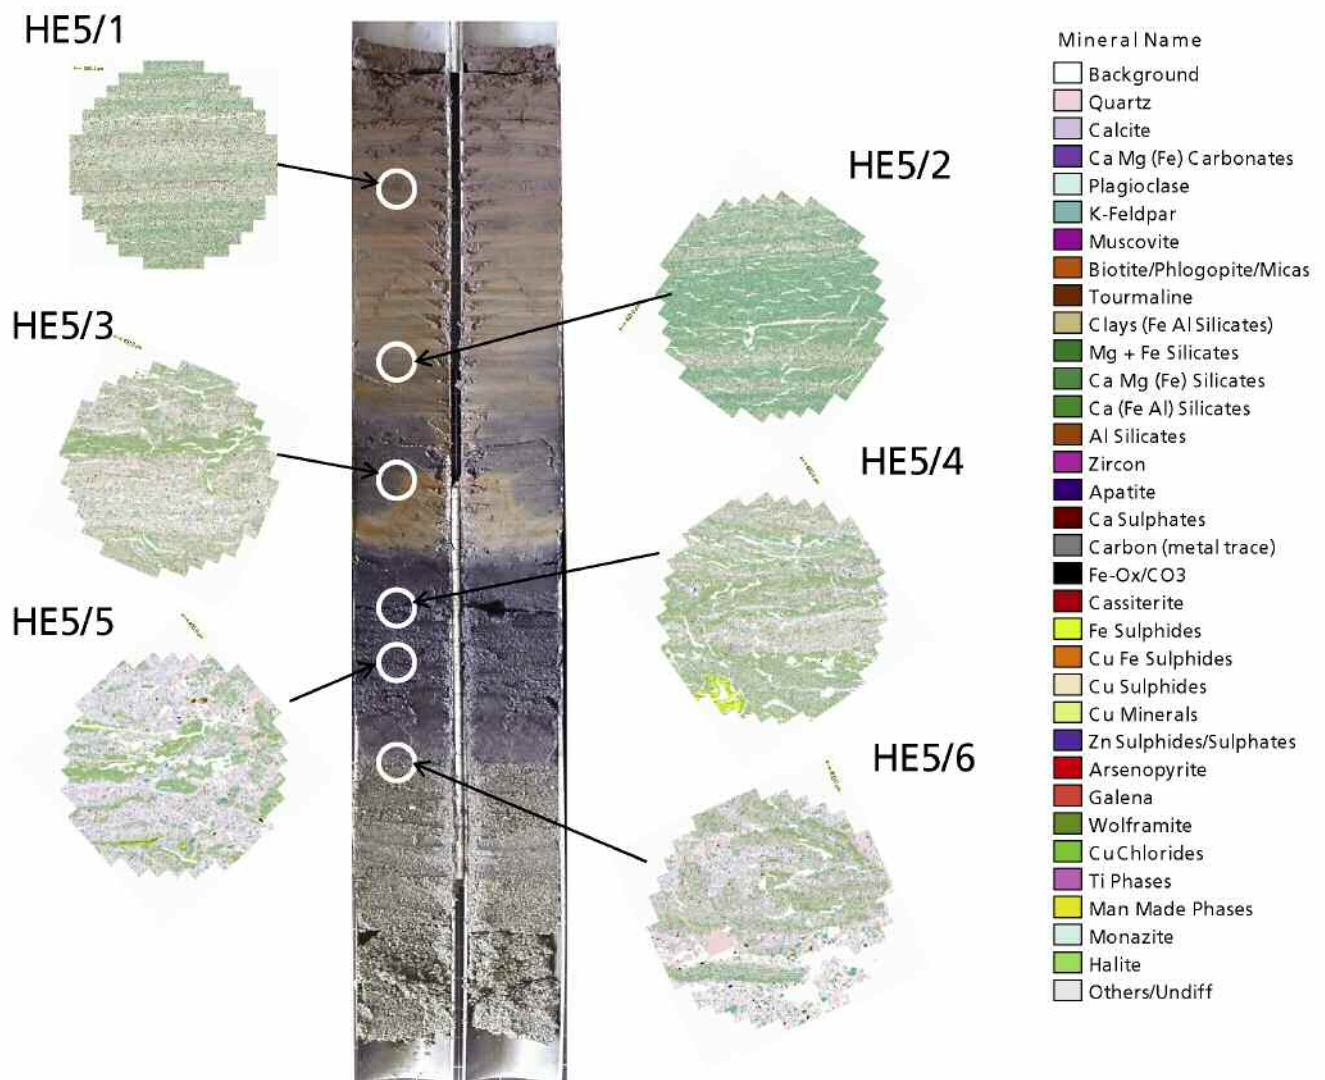 HE5/1
HE5/2
HE5/3
HE5/4
HE5/5
HE5/6
Mineral Name
Background
Quartz
Calcite
Ca Mg (Fe) Carbonates
Plagioclase
K-Feldpar
Muscovite
Biotite/Phlogopite/Micas
Tourmaline
Clays (Fe Al Silicates)
Mg + Fe Silicates
Ca Mg (Fe) Silicates
Ca (Fe Al) Silicates
Al Silicates
Zircon
Apatite
Ca Sulphates
Carbon (metal trace)
Fe-Ox/CO3
Cassiterite
Fe Sulphides
Cu Fe Sulphides
Cu Sulphides
Cu Minerals
Zn Sulphides/Sulphates
Arsenopyrite
Galena
Wolframite
Cu Chlorides
Ti Phases
Man Made Phases
Monazite
Halite
Others/Undiff